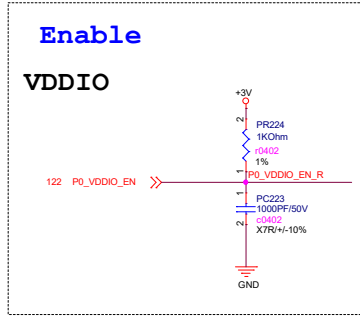 Enable
VDDIO
+3V
2
PR224
1KOhm
r0402
1%
1
122 P0_VDDIO_EN
P0_VDDIO_EN_R
1
PC223
1000PF/50V
c0402
2
X7R/+/-10%
GND